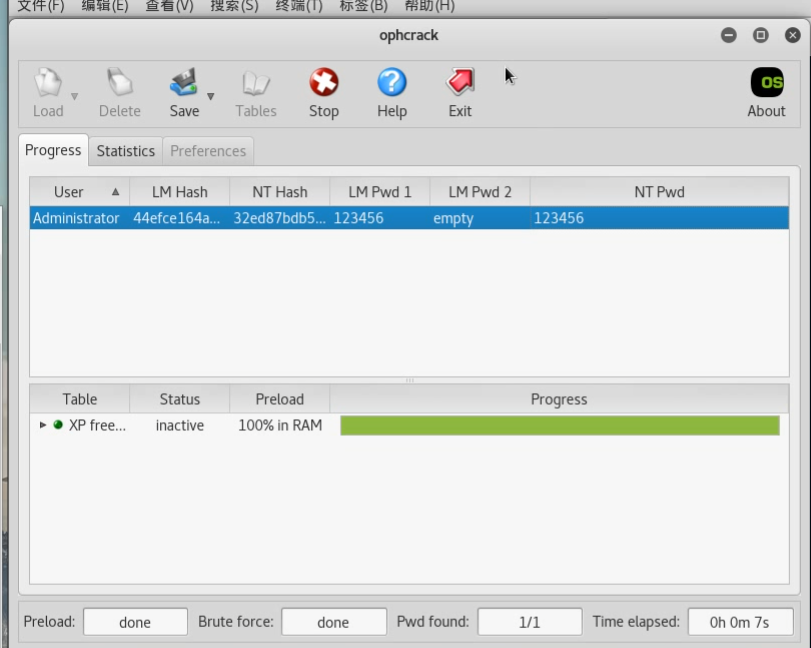 文件(F) 编辑(E) 查看(V) 搜索(S) 终端(T) 标签(B) 帮助(H)
ophcrack
Load Delete Save Tables Stop Help Exit OS About
Progress Statistics Preferences
User LM Hash NT Hash LM Pwd 1 LM Pwd 2 NT Pwd
Administrator 44efce164a... 32ed87bdb5... 123456 empty 123456
Table Status Preload Progress
XP free... inactive 100% in RAM
Preload: done Brute force: done Pwd found: 1/1 Time elapsed: 0h 0m 7s